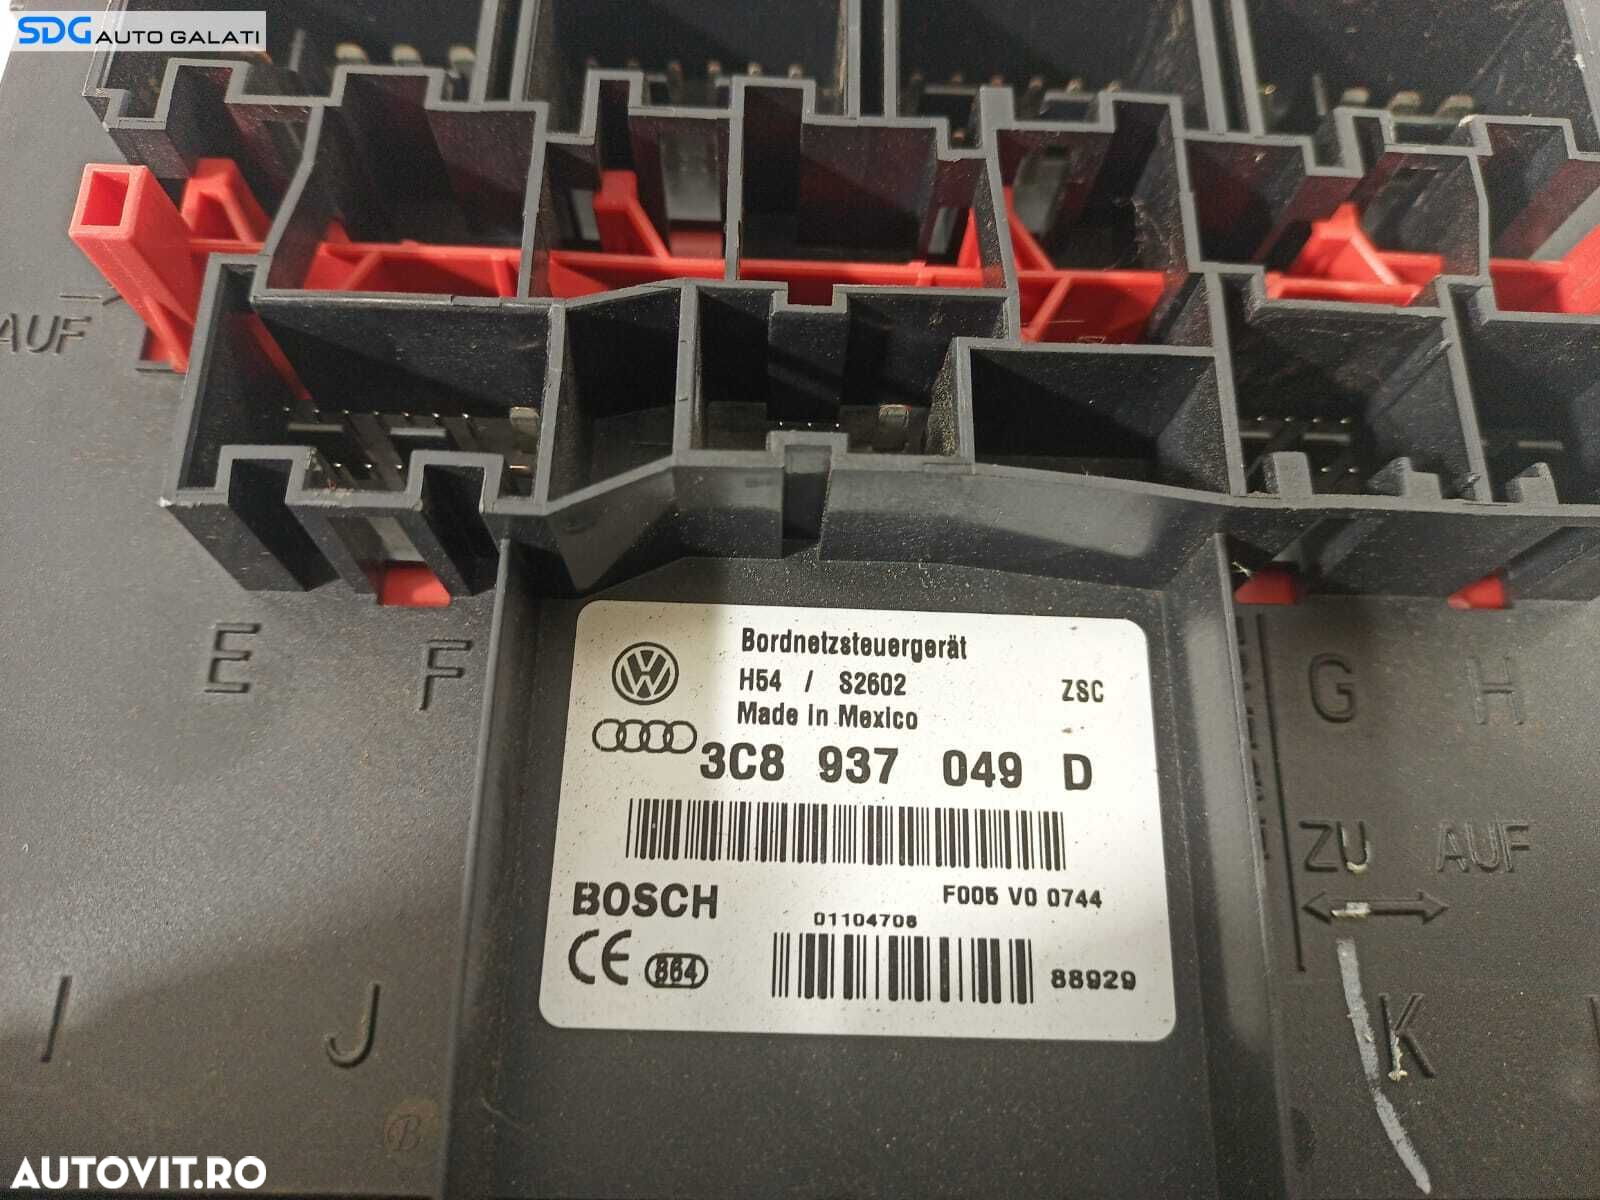 SDG AUTO GALATI
AUF
E
F
G
H
Bordnetzsteuergerät
H54 / S2602 ZSC
Made in Mexico
3C8 937 049 D
BOSCH
F005 V0 0744
01104706
CE 864
88929
ZU AUF
I
J
K
B
AUTOVIT.RO